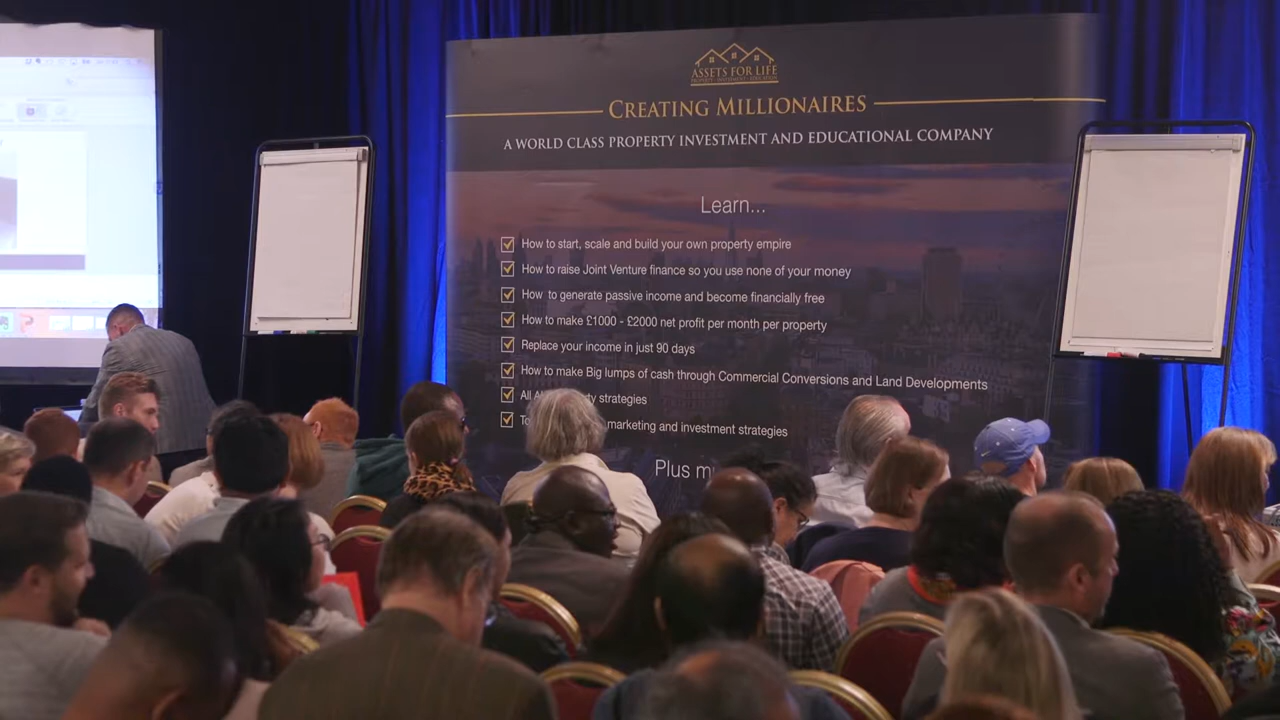 ASSETS FOR LIFE
CREATING MILLIONAIRES
A WORLD CLASS PROPERTY INVESTMENT AND EDUCATIONAL COMPANY
Learn...
How to start, scale and build your own property empire
How to raise Joint Venture finance so you use none of your money
How to generate passive income and become financially free
How to make £1000 - £2000 net profit per month per property
Replace your income in just 90 days
How to make Big lumps of cash through Commercial Conversions and Land Developments
All strategies
marketing and investment strategies
Plus